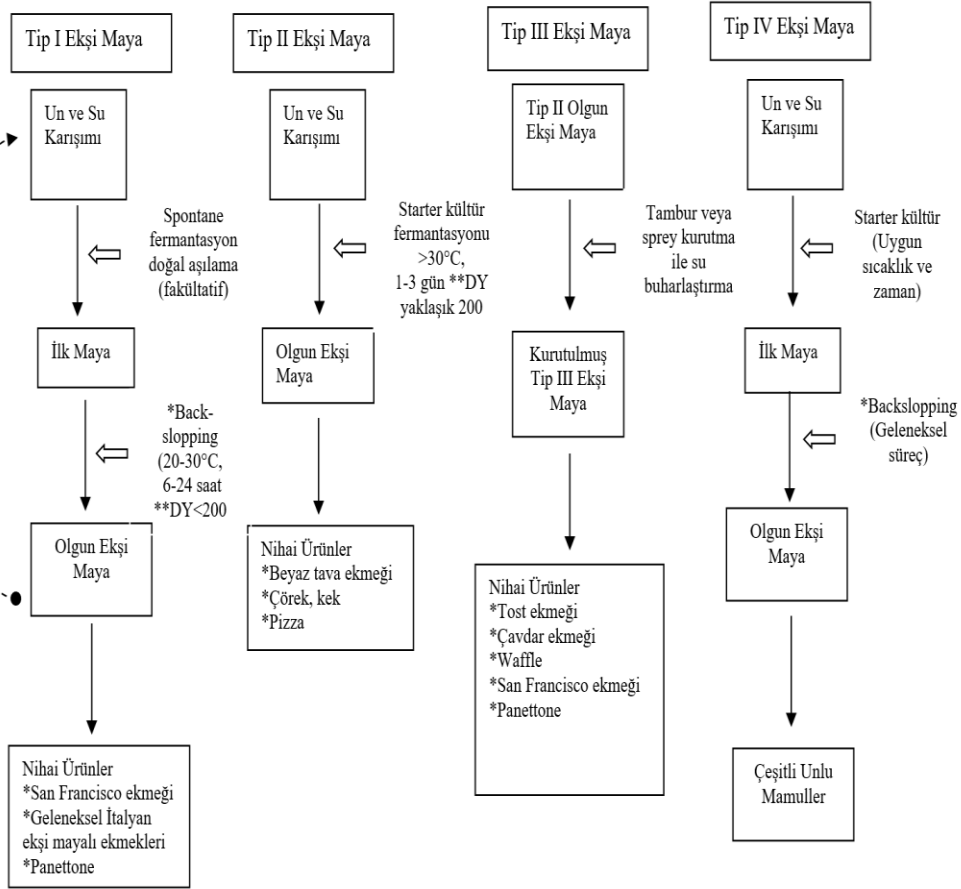 Tip I Ekşi Maya
Un ve Su
Karışımı
Spontane
fermantasyon
doğal aşılama
(fakültatif)
İlk Maya
*Back-
slopping
(20-30°C,
6-24 saat
**DY<200
Olgun Ekşi
Maya
Nihai Ürünler
*San Francisco ekmeği
*Geleneksel İtalyan
ekşi mayalı ekmekleri
*Panettone
Tip II Ekşi Maya
Un ve Su
Karışımı
Starter kültür
fermantasyonu
>30°C,
1-3 gün **DY
yaklaşık 200
Olgun Ekşi
Maya
Nihai Ürünler
*Beyaz tava ekmeği
*Çörek, kek
*Pizza
Tip III Ekşi Maya
Tip II Olgun
Ekşi Maya
Tambur veya
sprey kurutma
ile su
buharlaştırma
Kurutulmuş
Tip III Ekşi
Maya
Nihai Ürünler
*Tost ekmeği
*Çavdar ekmeği
*Waffle
*San Francisco ekmeği
*Panettone
Tip IV Ekşi Maya
Un ve Su
Karışımı
Starter kültür
(Uygun
sıcaklık ve
zaman)
İlk Maya
*Backslopping
(Geleneksel
süreç)
Olgun Ekşi
Maya
Çeşitli Unlu
Mamuller